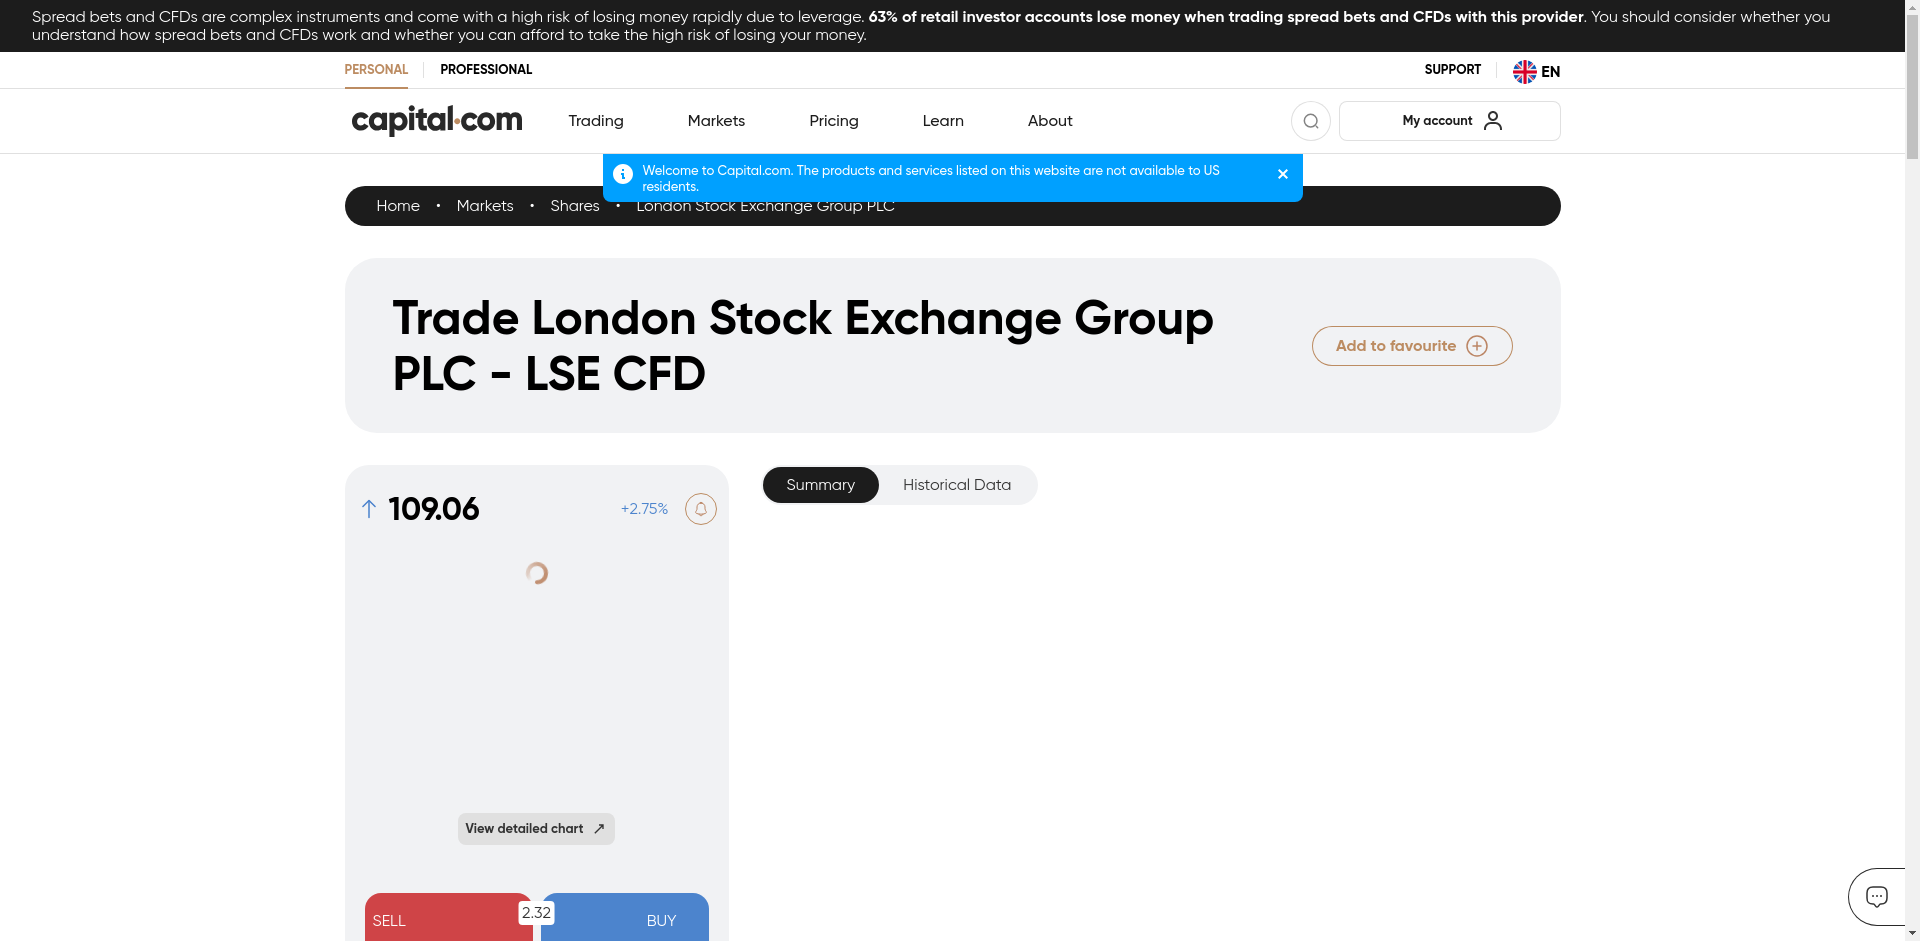 Spread bets and CFDs are complex instruments and come with a high risk of losing money rapidly due to leverage. 63% of retail investor accounts lose money when trading spread bets and CFDs with this provider. You should consider whether you
understand how spread bets and CFDs work and whether you can afford to take the high risk of losing your money.
PERSONAL PROFESSIONAL SUPPORT EN
capital.com Trading Markets Pricing Learn About My account
Welcome to Capital.com. The products and services listed on this website are not available to US
residents.
Home • Markets • Shares • London Stock Exchange Group PLC
Trade London Stock Exchange Group
PLC - LSE CFD
Add to favourite
109.06 +2.75%
Summary Historical Data
View detailed chart
SELL 2.32 BUY